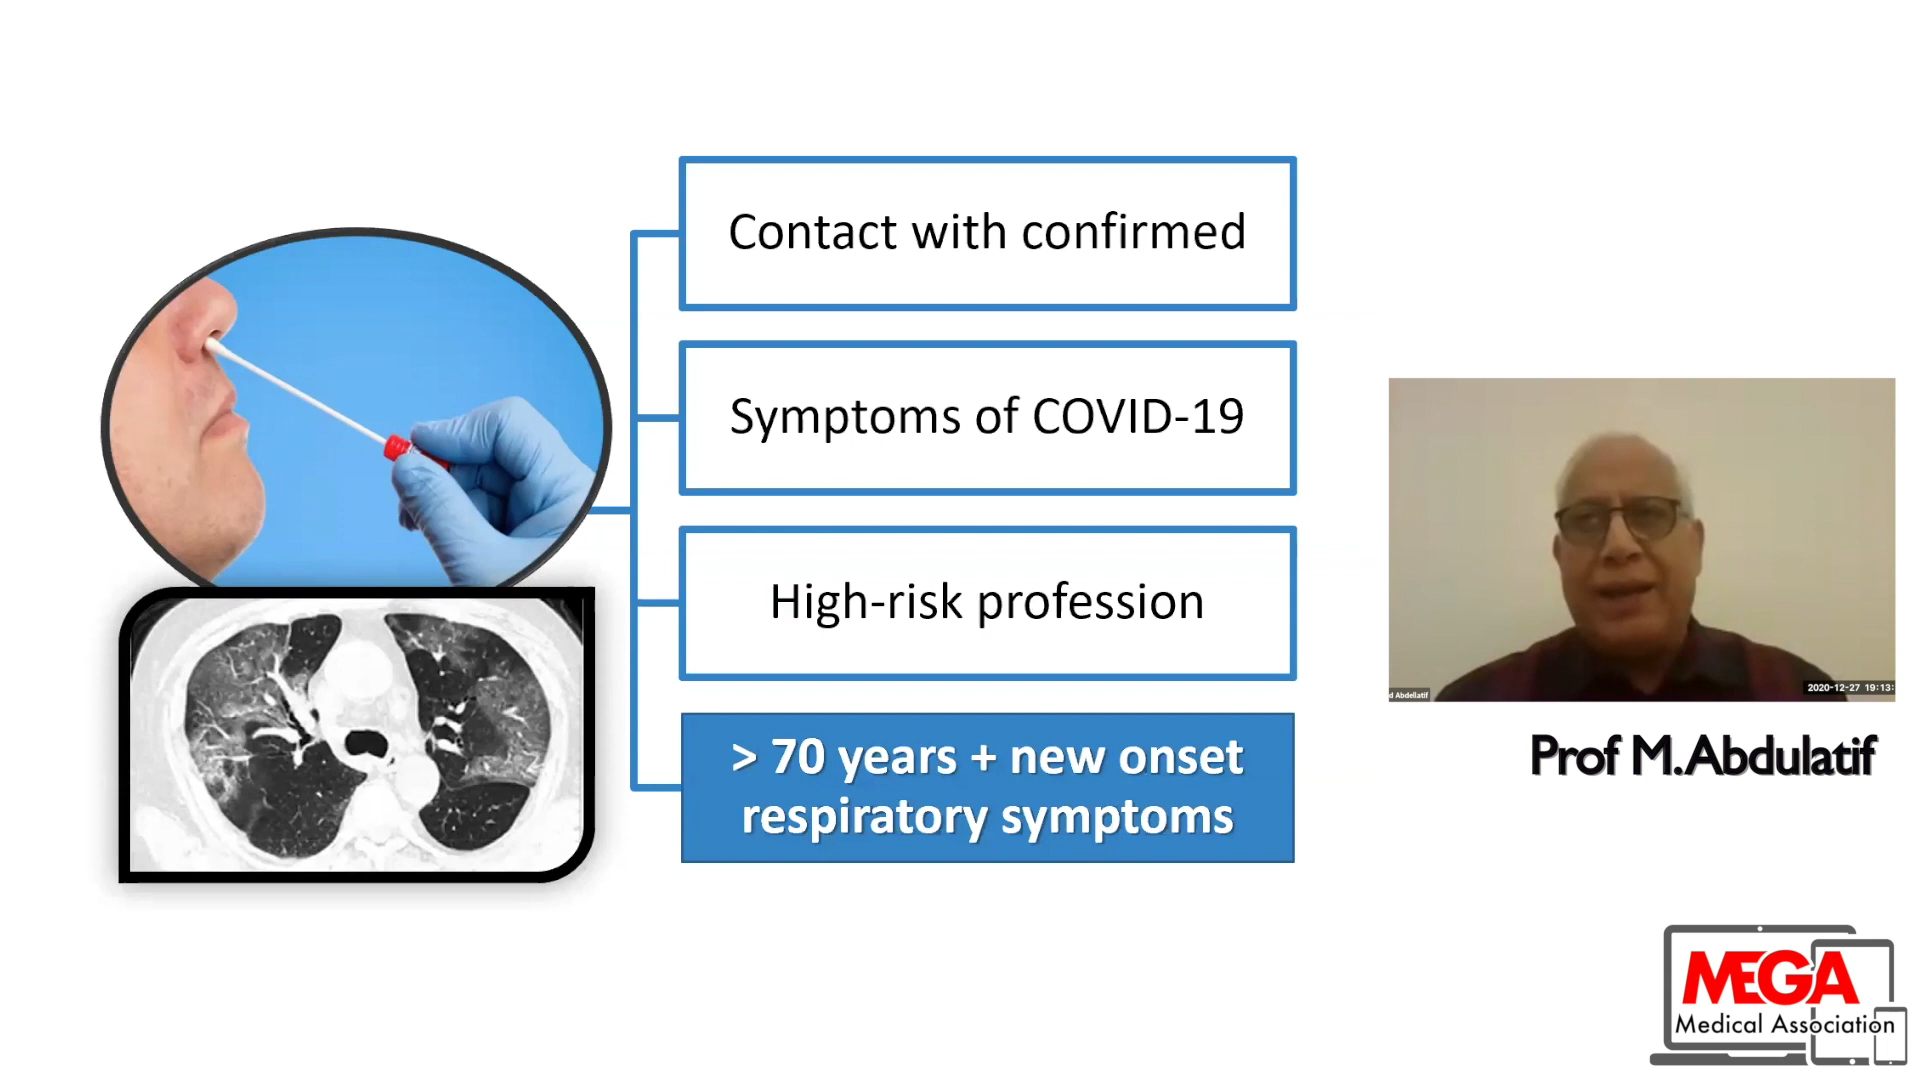 Contact with confirmed
Symptoms of COVID-19
High-risk profession
> 70 years + new onset
respiratory symptoms
d Abdellatif
2020-12-27 19:13:
Prof M.Abdulatif
MEGA
Medical Association